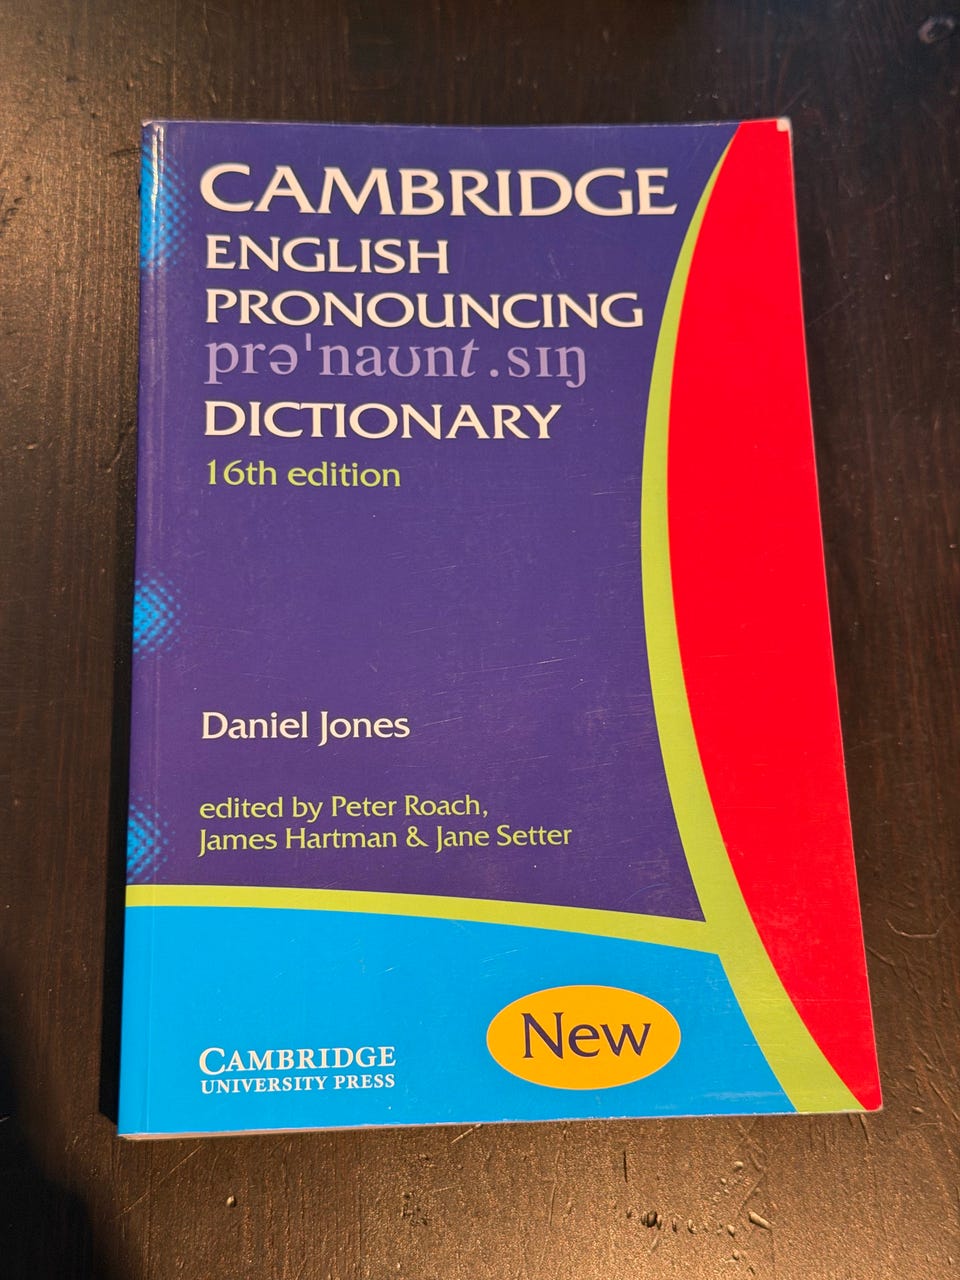 CAMBRIDGE
ENGLISH
PRONOUNCING
prəˈnaʊnt.sɪŋ
DICTIONARY
16th edition
Daniel Jones
edited by Peter Roach,
James Hartman & Jane Setter
New
CAMBRIDGE
UNIVERSITY PRESS